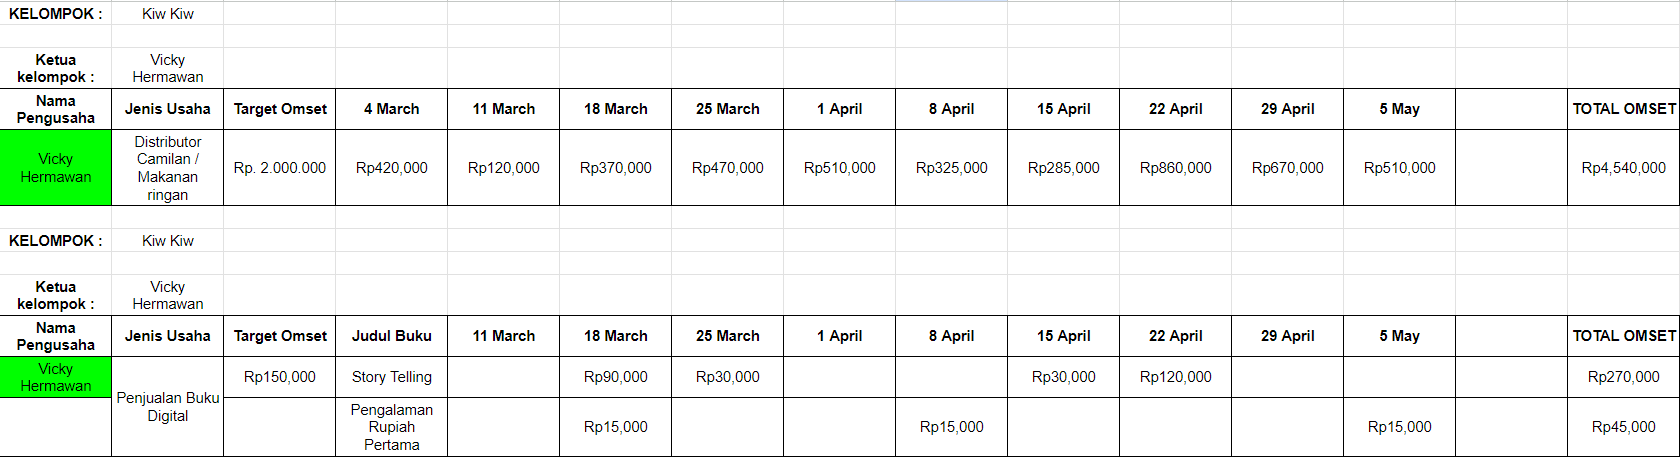 KELOMPOK : Kiw Kiw
Ketua kelompok : Vicky Hermawan
Nama Pengusaha Jenis Usaha Target Omset 4 March 11 March 18 March 25 March 1 April 8 April 15 April 22 April 29 April 5 May TOTAL OMSET
Vicky Hermawan Distributor Camilan / Makanan ringan Rp. 2.000.000 Rp420,000 Rp120,000 Rp370,000 Rp470,000 Rp510,000 Rp325,000 Rp285,000 Rp860,000 Rp670,000 Rp510,000 Rp4,540,000
KELOMPOK : Kiw Kiw
Ketua kelompok : Vicky Hermawan
Nama Pengusaha Jenis Usaha Target Omset Judul Buku 11 March 18 March 25 March 1 April 8 April 15 April 22 April 29 April 5 May TOTAL OMSET
Vicky Hermawan Penjualan Buku Digital Rp150,000 Story Telling Rp90,000 Rp30,000 Rp30,000 Rp120,000 Rp270,000
Pengalaman Rupiah Pertama Rp15,000 Rp15,000 Rp15,000 Rp45,000